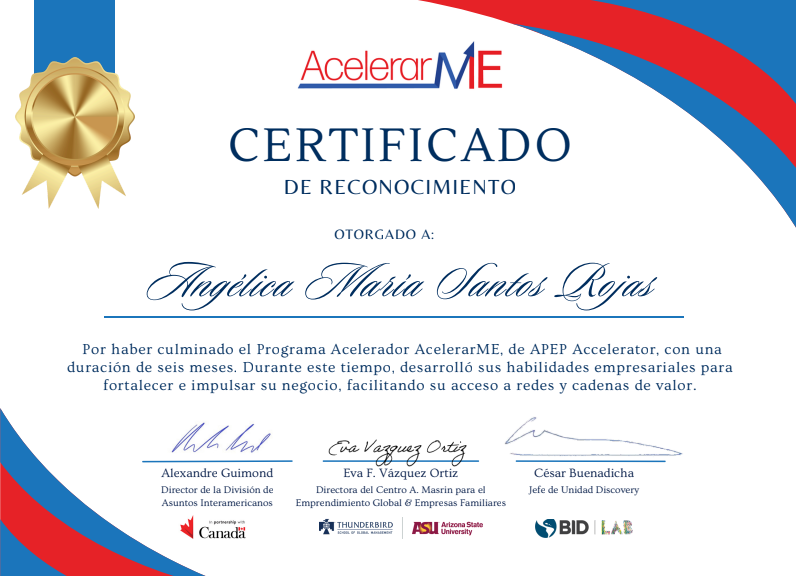 AcelerarME
CERTIFICADO
DE RECONOCIMIENTO
OTORGADO A:
Angélica María Santos Rojas
Por haber culminado el Programa Acelerador AcelerarME, de APEP Accelerator, con una
duración de seis meses. Durante este tiempo, desarrolló sus habilidades empresariales para
fortalecer e impulsar su negocio, facilitando su acceso a redes y cadenas de valor.
Eva Vazquez Ortiz
Alexandre Guimond
Director de la División de
Asuntos Interamericanos
Eva F. Vázquez Ortiz
Directora del Centro A. Masrin para el
Emprendimiento Global & Empresas Familiares
César Buenadicha
Jefe de Unidad Discovery
In partnership with
Canada
THUNDERBIRD
SCHOOL OF GLOBAL MANAGEMENT
ASU Arizona State
University
BID | LAB